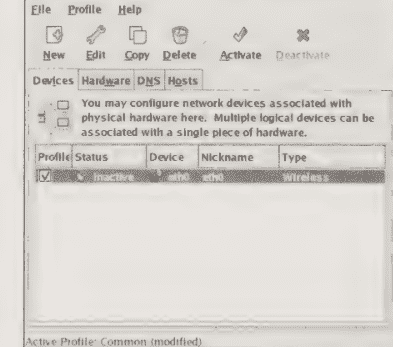 File Profile Help
New Edit Copy Delete Activate Deactivate
Devices Hardware DNS Hosts
You may configure network devices associated with
physical hardware here. Multiple logical devices can be
associated with a single piece of hardware.
Profile Status Device Nickname Type
Inactive eth0 eth0 Wireless
Active Profile: Common (modified)